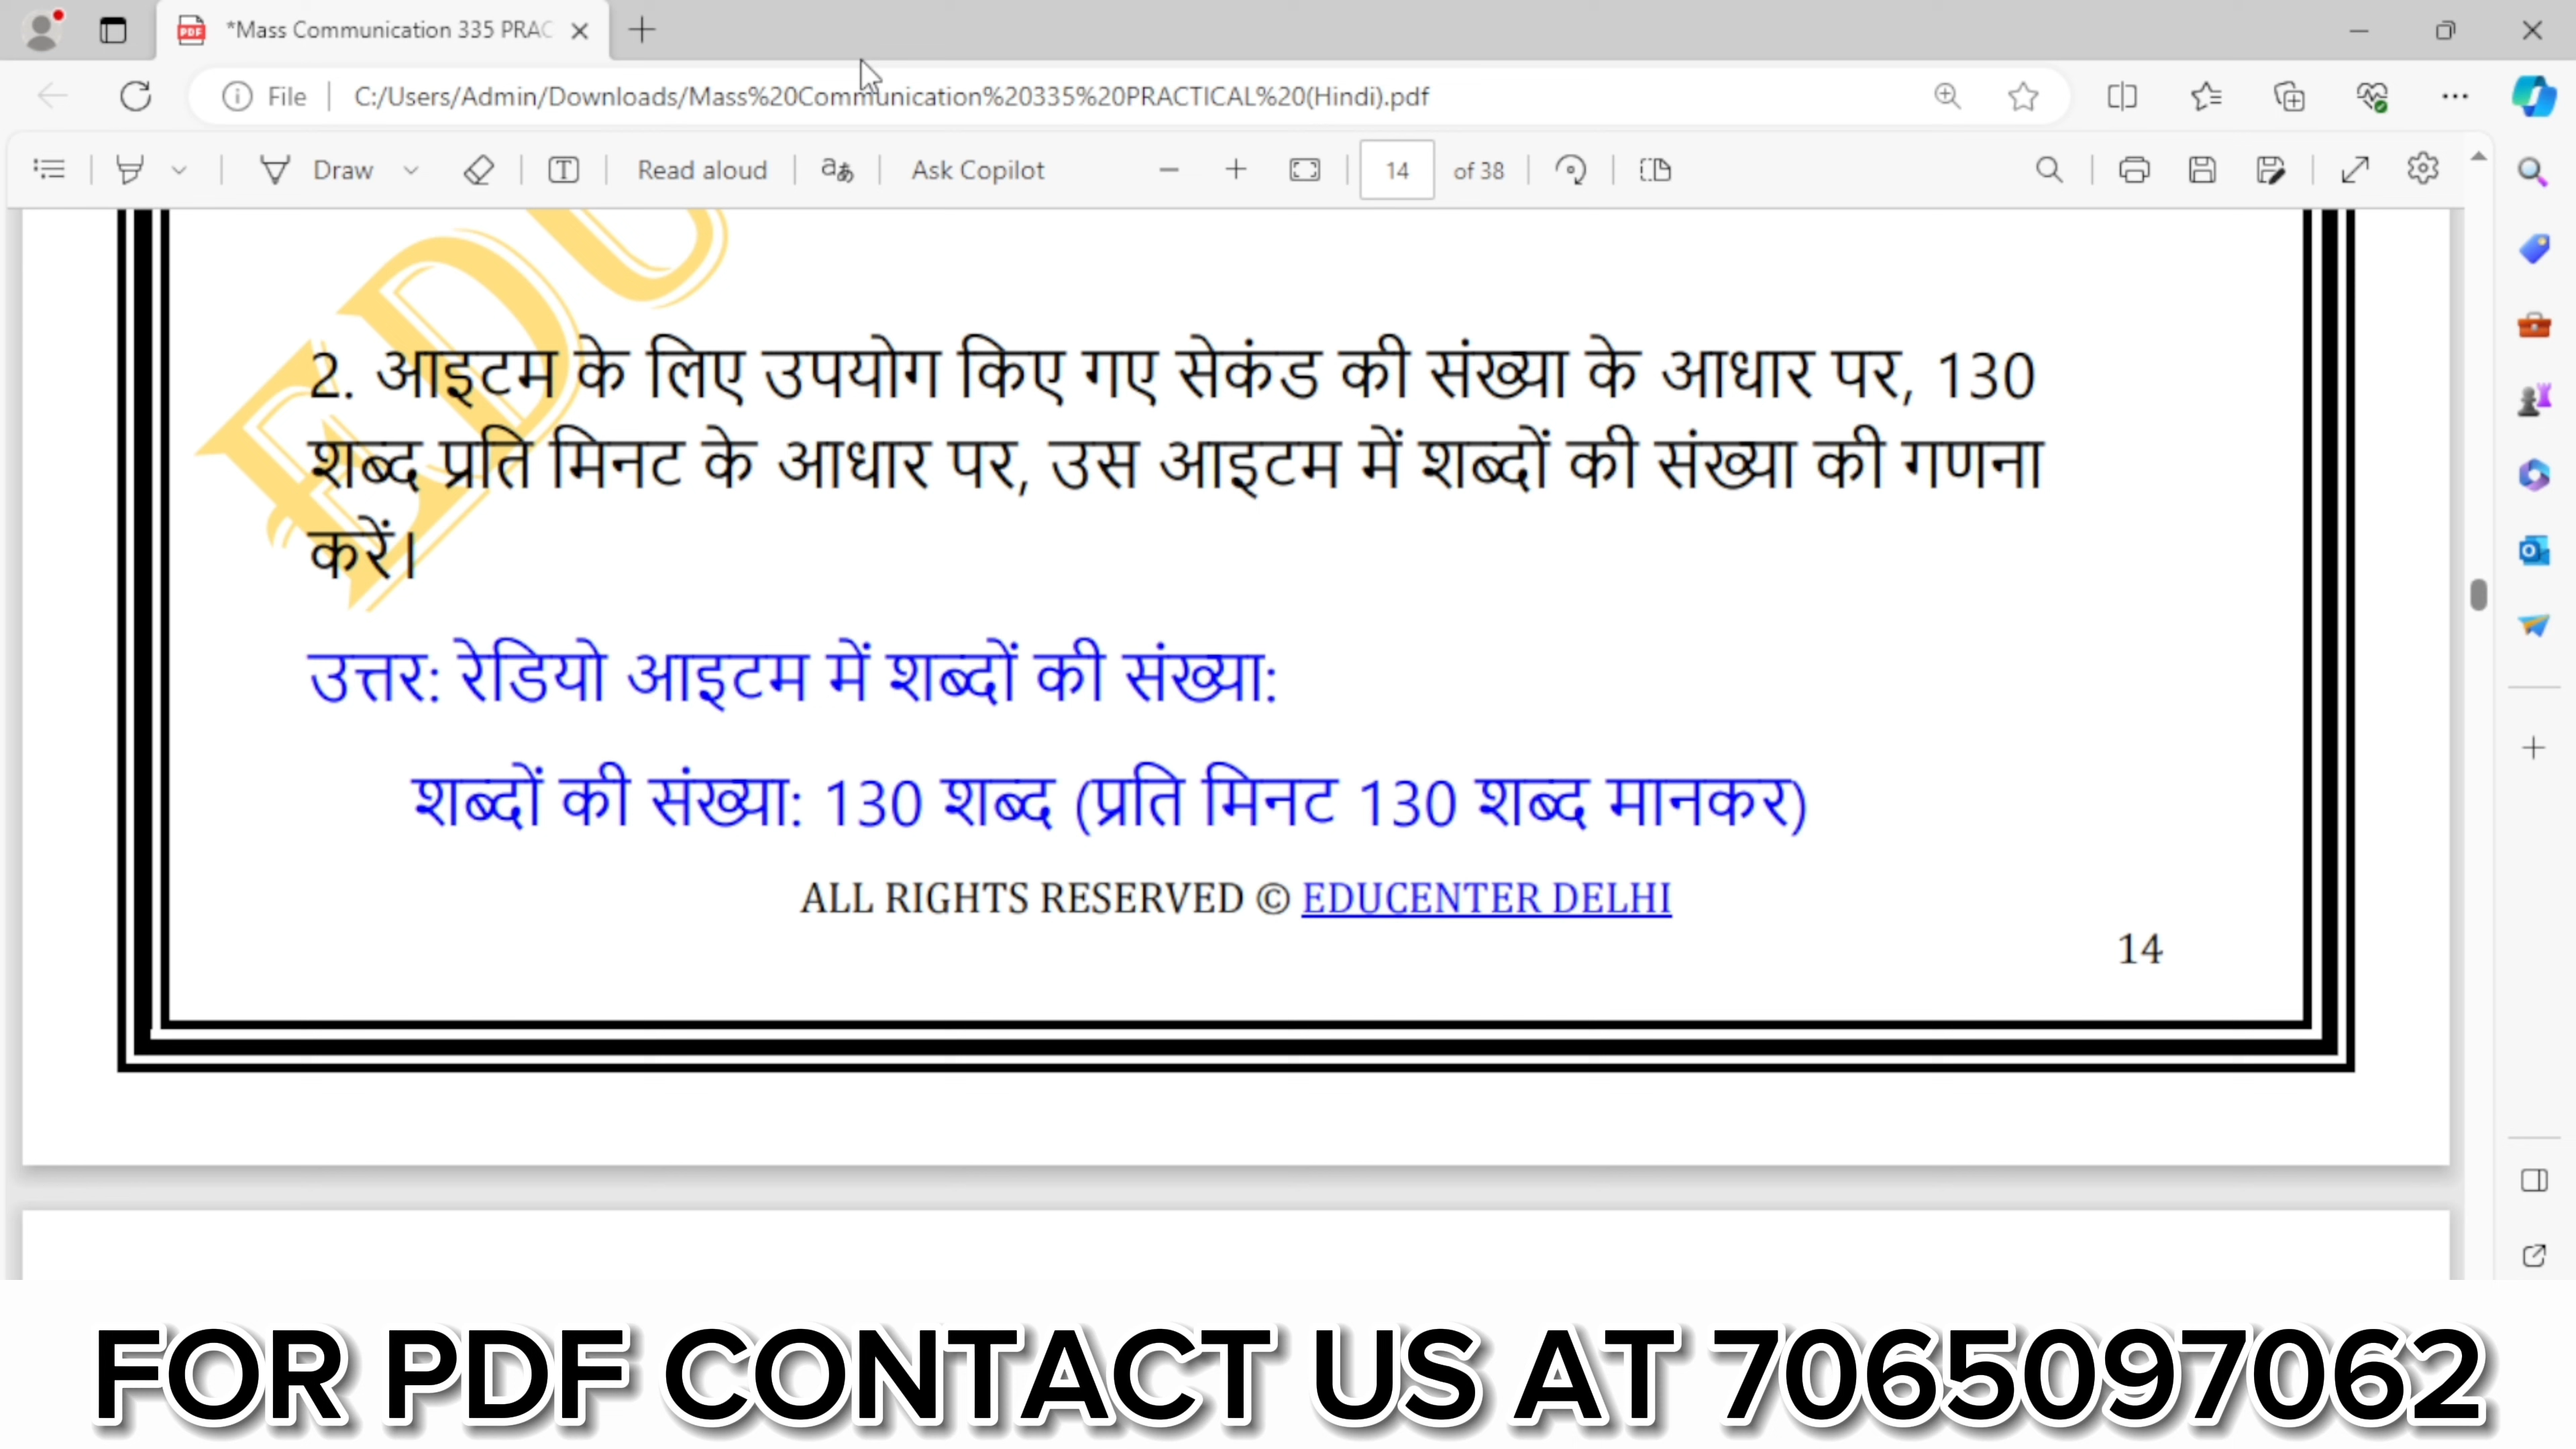 *Mass Communication 335 PRAC
File
C:/Users/Admin/Downloads/Mass%20Communication%20335%20PRACTICAL%20(Hindi).pdf
Draw
Read aloud
Ask Copilot
14 of 38
EDU
2. आइटम के लिए उपयोग किए गए सेकंड की संख्या के आधार पर, 130
शब्द प्रति मिनट के आधार पर, उस आइटम में शब्दों की संख्या की गणना
करें।
उत्तर: रेडियो आइटम में शब्दों की संख्या:
शब्दों की संख्या: 130 शब्द (प्रति मिनट 130 शब्द मानकर)
ALL RIGHTS RESERVED © EDUCENTER DELHI
14
FOR PDF CONTACT US AT 7065097062